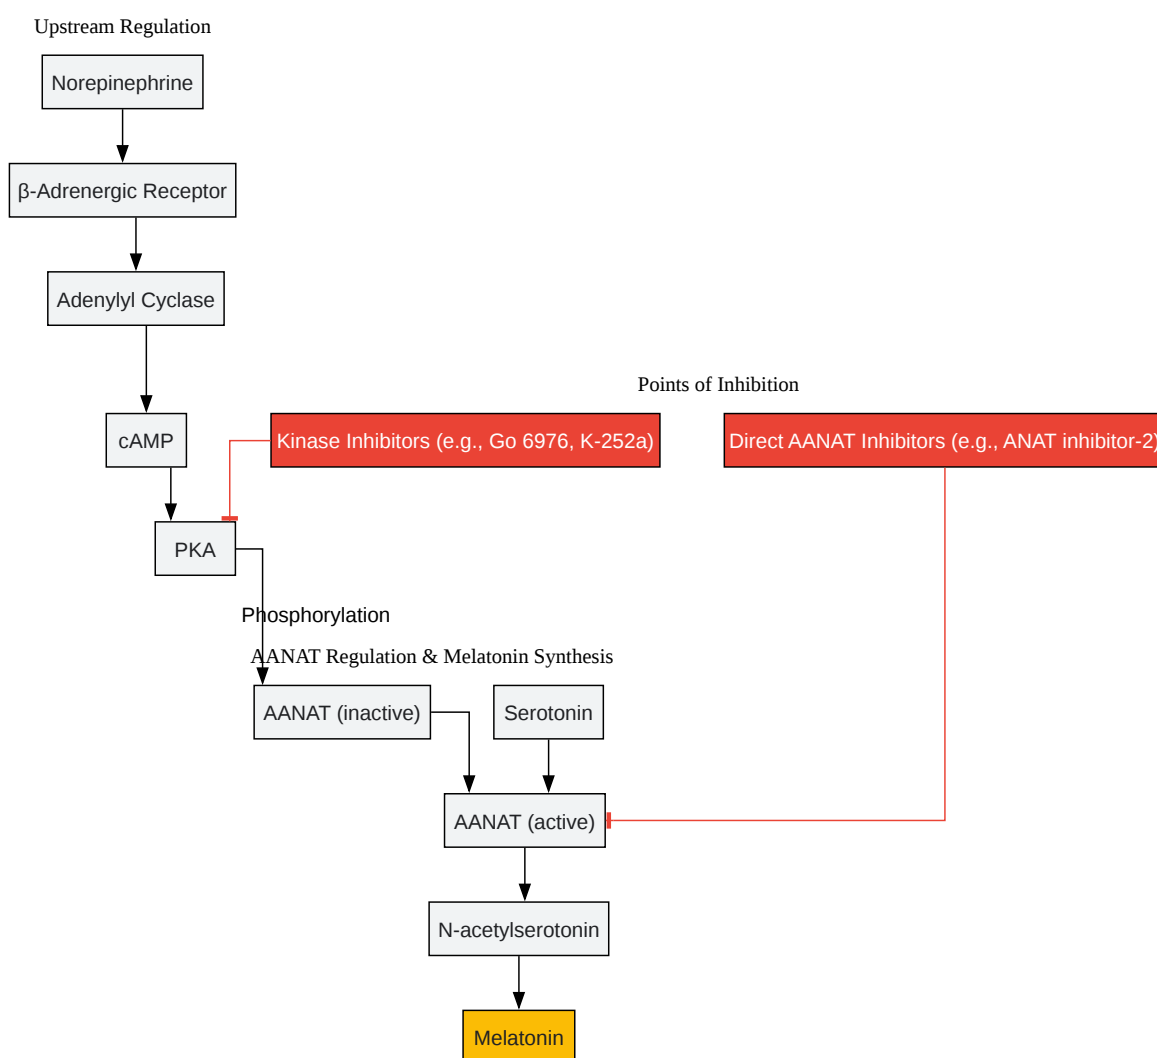 Upstream Regulation
Norepinephrine
β-Adrenergic Receptor
Adenylyl Cyclase
Points of Inhibition
cAMP
Kinase Inhibitors (e.g., Go 6976, K-252a)
Direct AANAT Inhibitors (e.g., ANAT inhibitor-2)
PKA
Phosphorylation
AANAT Regulation & Melatonin Synthesis
AANAT (inactive)
Serotonin
AANAT (active)
N-acetylserotonin
Melatonin